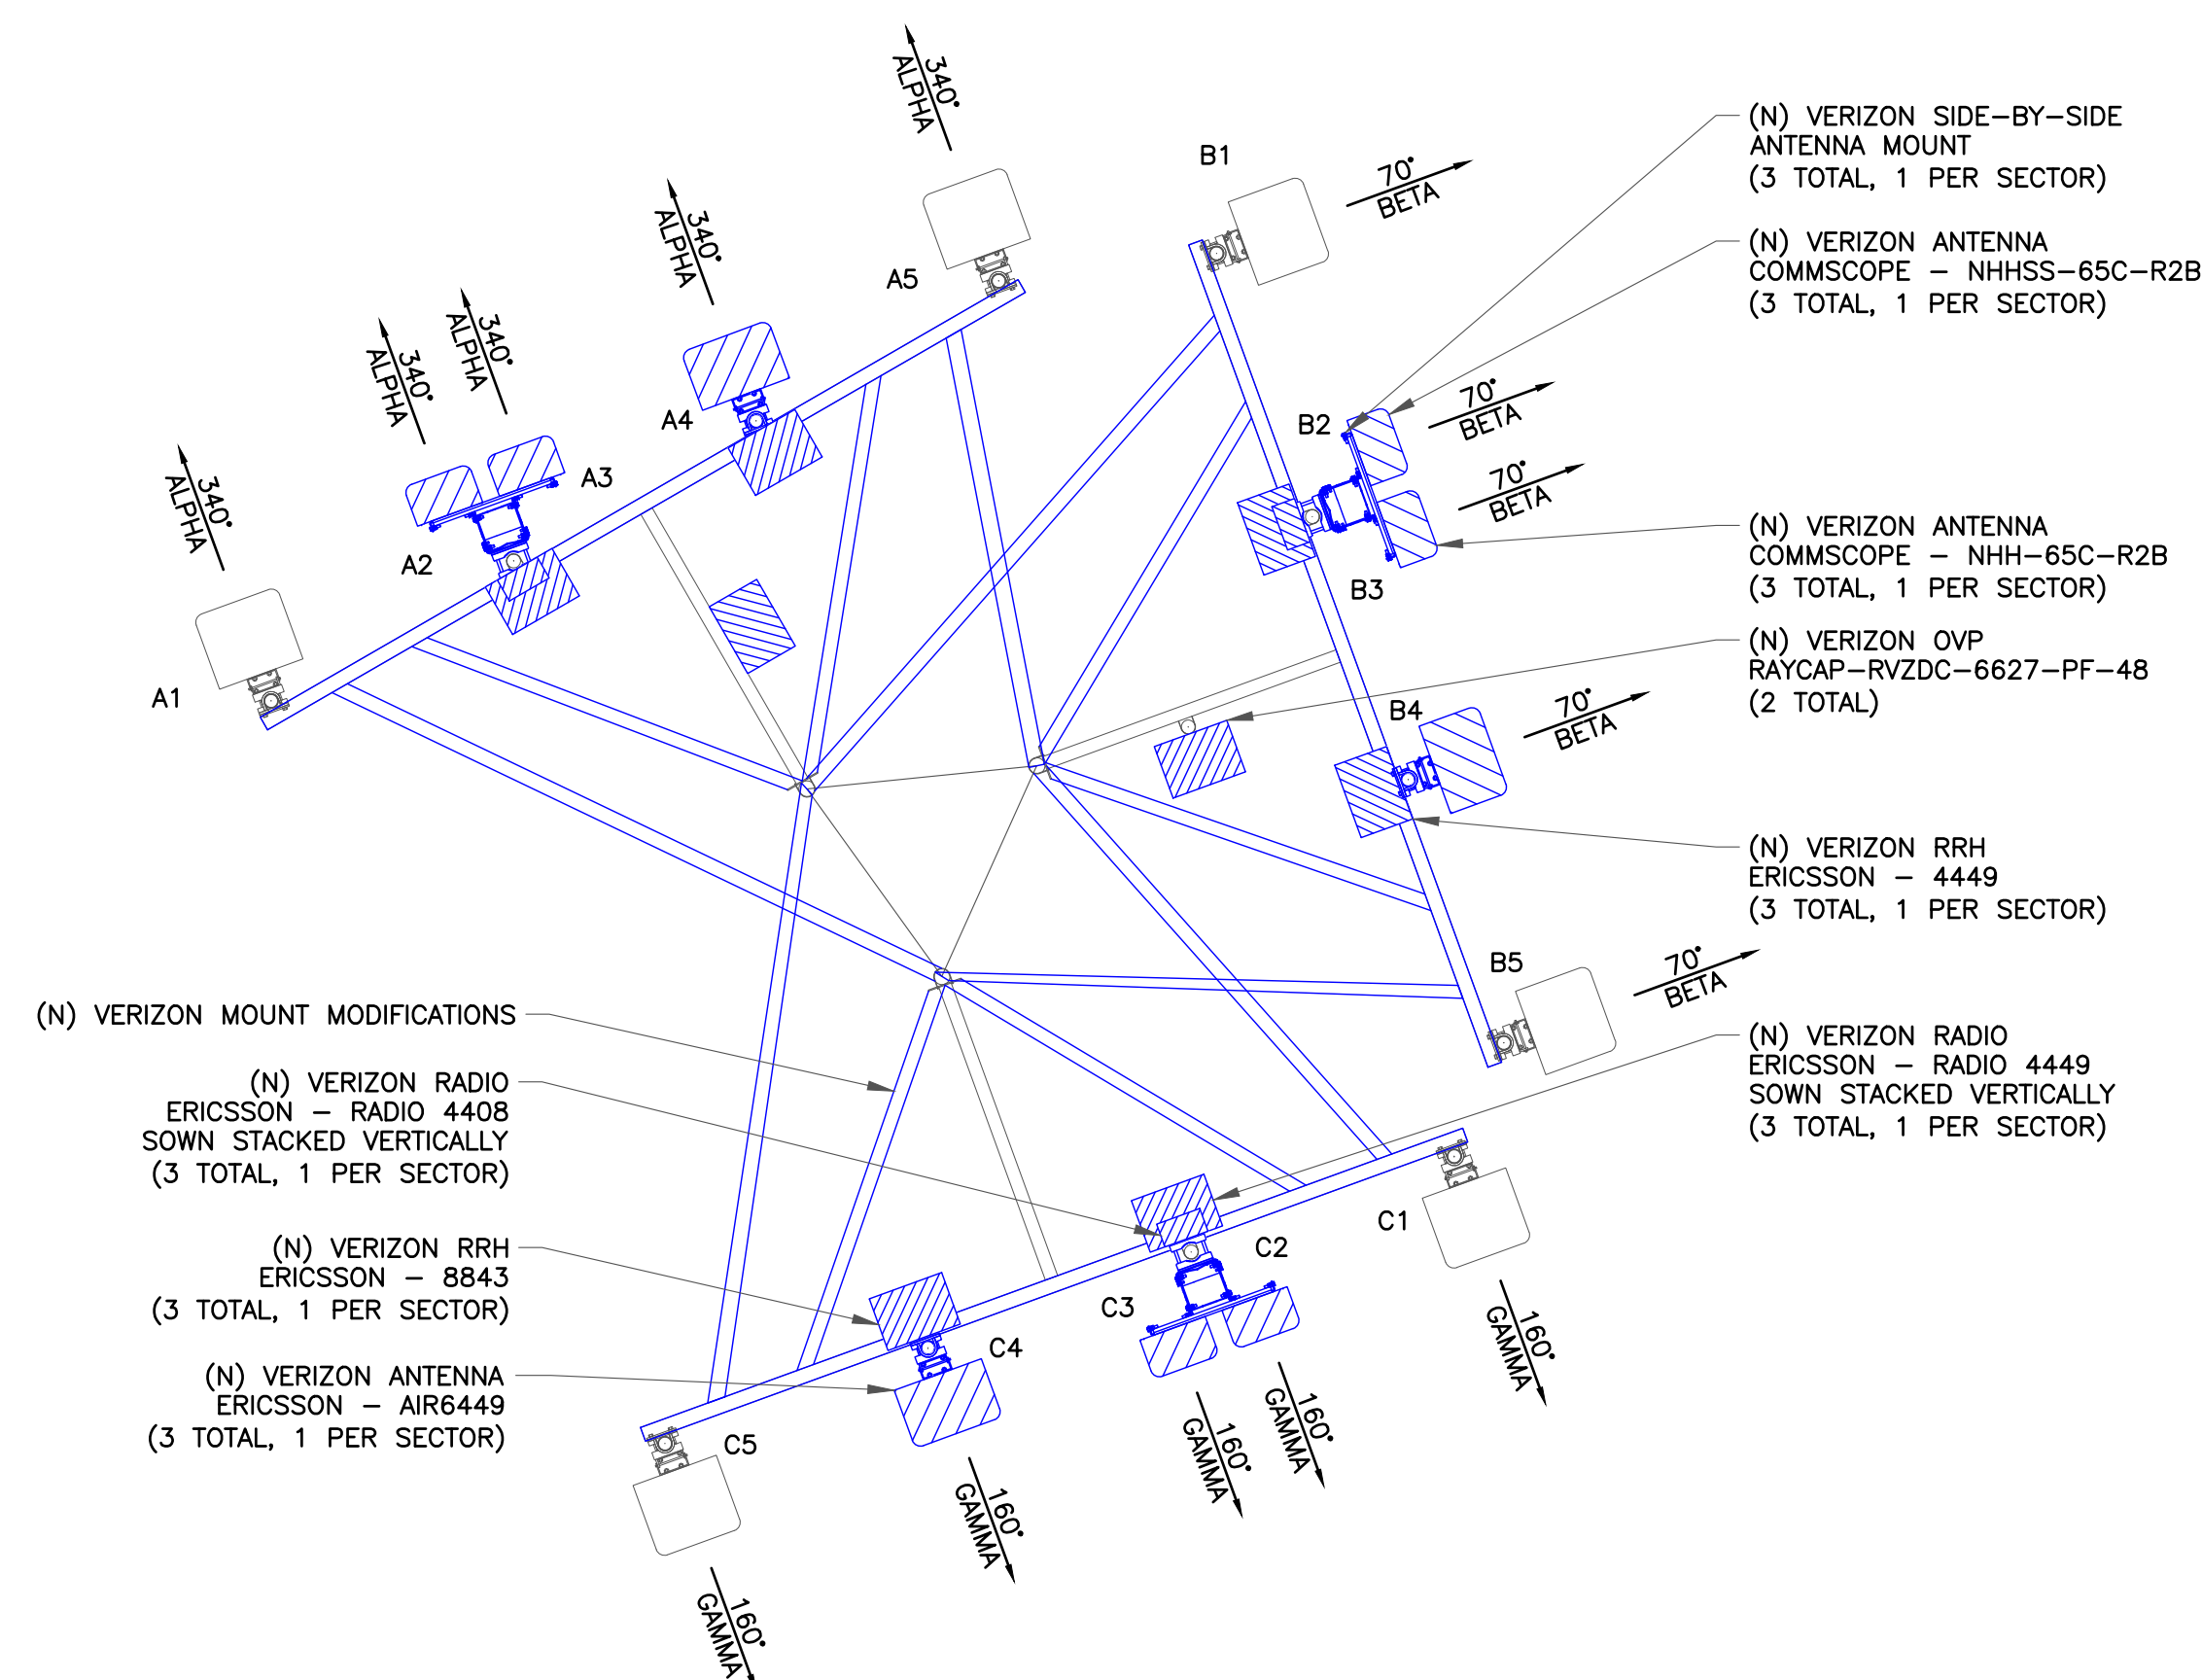 340°
ALPHA
340°
ALPHA
340°
ALPHA
340°
ALPHA
340°
ALPHA
A1
A2
A3
A4
A5
B1
70°
BETA
B2
70°
BETA
70°
BETA
B3
B4
70°
BETA
B5
70°
BETA
(N) VERIZON SIDE-BY-SIDE
ANTENNA MOUNT
(3 TOTAL, 1 PER SECTOR)
(N) VERIZON ANTENNA
COMMSCOPE - NHHSS-65C-R2B
(3 TOTAL, 1 PER SECTOR)
(N) VERIZON ANTENNA
COMMSCOPE - NHH-65C-R2B
(3 TOTAL, 1 PER SECTOR)
(N) VERIZON OVP
RAYCAP-RVZDC-6627-PF-48
(2 TOTAL)
(N) VERIZON RRH
ERICSSON - 4449
(3 TOTAL, 1 PER SECTOR)
(N) VERIZON RADIO
ERICSSON - RADIO 4449
SOWN STACKED VERTICALLY
(3 TOTAL, 1 PER SECTOR)
(N) VERIZON MOUNT MODIFICATIONS
(N) VERIZON RADIO
ERICSSON - RADIO 4408
SOWN STACKED VERTICALLY
(3 TOTAL, 1 PER SECTOR)
(N) VERIZON RRH
ERICSSON - 8843
(3 TOTAL, 1 PER SECTOR)
(N) VERIZON ANTENNA
ERICSSON - AIR6449
(3 TOTAL, 1 PER SECTOR)
C1
C2
C3
C4
C5
160°
GAMMA
160°
GAMMA
160°
GAMMA
160°
GAMMA
160°
GAMMA